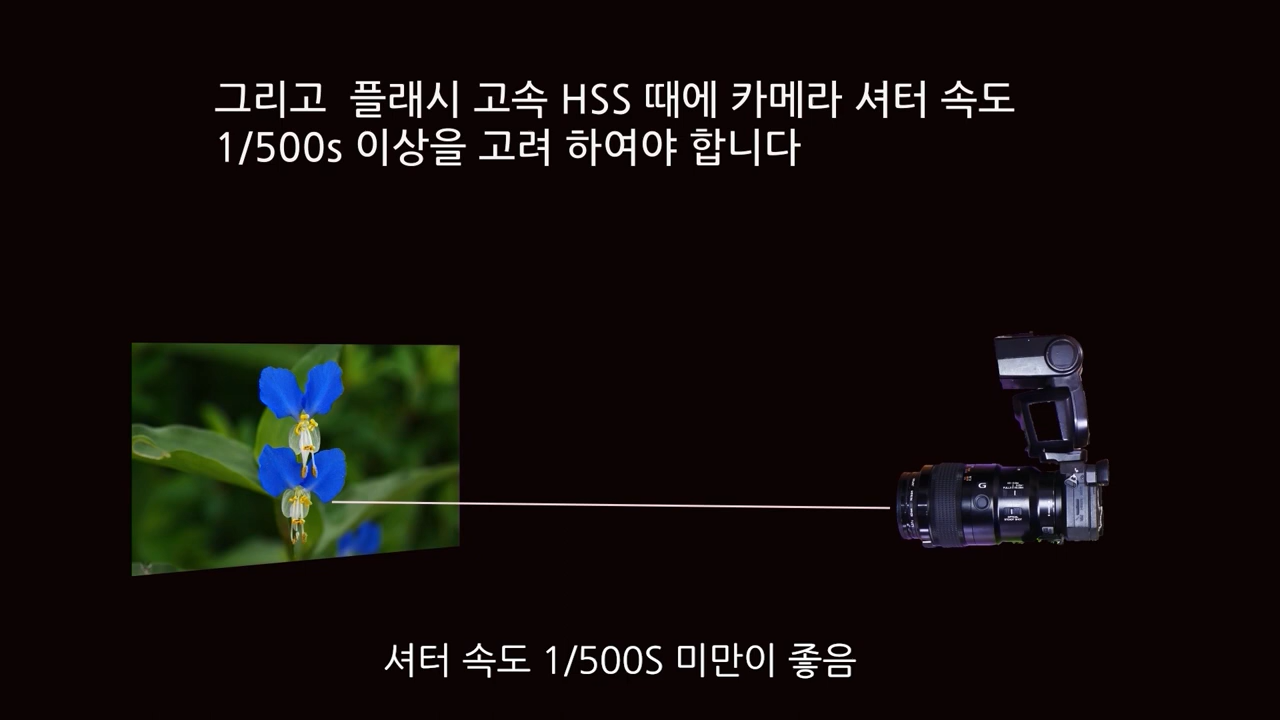 그리고 플래시 고속 HSS 때에 카메라 셔터 속도
1/500s 이상을 고려 하여야 합니다
G
셔터 속도 1/500S 미만이 좋음